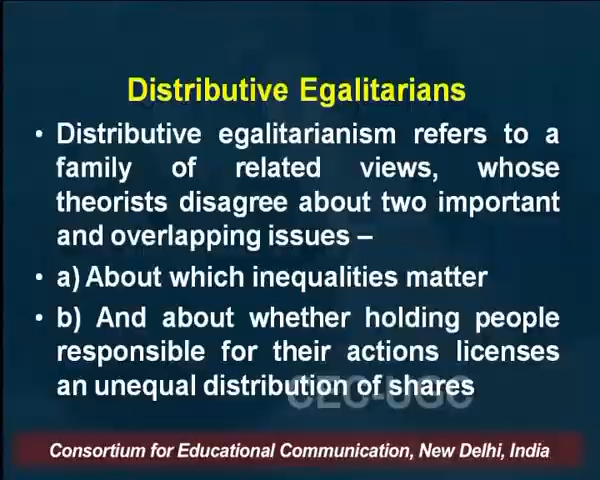 Distributive Egalitarians
• Distributive egalitarianism refers to a
family of related views, whose
theorists disagree about two important
and overlapping issues –
• a) About which inequalities matter
• b) And about whether holding people
responsible for their actions licenses
an unequal distribution of shares
CEC-UGC
Consortium for Educational Communication, New Delhi, India